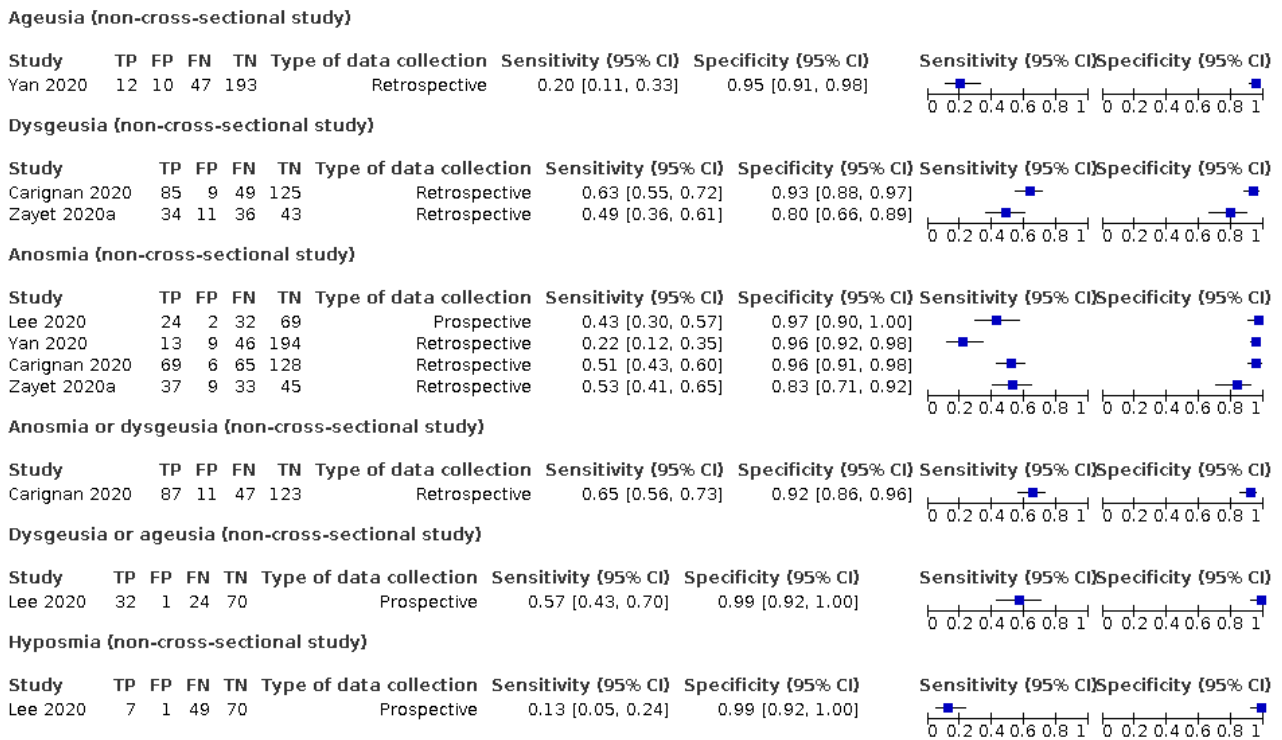 Ageusia (non-cross-sectional study)
Study TP FP FN TN Type of data collection Sensitivity (95% CI) Specificity (95% CI) Sensitivity (95% CI) Specificity (95% CI)
Yan 2020 12 10 47 193 Retrospective 0.20 [0.11, 0.33] 0.95 [0.91, 0.98]
0 0.2 0.4 0.6 0.8 1 0 0.2 0.4 0.6 0.8 1
Dysgeusia (non-cross-sectional study)
Study TP FP FN TN Type of data collection Sensitivity (95% CI) Specificity (95% CI) Sensitivity (95% CI) Specificity (95% CI)
Carignan 2020 85 9 49 125 Retrospective 0.63 [0.55, 0.72] 0.93 [0.88, 0.97]
Zayet 2020a 34 11 36 43 Retrospective 0.49 [0.36, 0.61] 0.80 [0.66, 0.89]
0 0.2 0.4 0.6 0.8 1 0 0.2 0.4 0.6 0.8 1
Anosmia (non-cross-sectional study)
Study TP FP FN TN Type of data collection Sensitivity (95% CI) Specificity (95% CI) Sensitivity (95% CI) Specificity (95% CI)
Lee 2020 24 2 32 69 Prospective 0.43 [0.30, 0.57] 0.97 [0.90, 1.00]
Yan 2020 13 9 46 194 Retrospective 0.22 [0.12, 0.35] 0.96 [0.92, 0.98]
Carignan 2020 69 6 65 128 Retrospective 0.51 [0.43, 0.60] 0.96 [0.91, 0.98]
Zayet 2020a 37 9 33 45 Retrospective 0.53 [0.41, 0.65] 0.83 [0.71, 0.92]
0 0.2 0.4 0.6 0.8 1 0 0.2 0.4 0.6 0.8 1
Anosmia or dysgeusia (non-cross-sectional study)
Study TP FP FN TN Type of data collection Sensitivity (95% CI) Specificity (95% CI) Sensitivity (95% CI) Specificity (95% CI)
Carignan 2020 87 11 47 123 Retrospective 0.65 [0.56, 0.73] 0.92 [0.86, 0.96]
0 0.2 0.4 0.6 0.8 1 0 0.2 0.4 0.6 0.8 1
Dysgeusia or ageusia (non-cross-sectional study)
Study TP FP FN TN Type of data collection Sensitivity (95% CI) Specificity (95% CI) Sensitivity (95% CI) Specificity (95% CI)
Lee 2020 32 1 24 70 Prospective 0.57 [0.43, 0.70] 0.99 [0.92, 1.00]
0 0.2 0.4 0.6 0.8 1 0 0.2 0.4 0.6 0.8 1
Hyposmia (non-cross-sectional study)
Study TP FP FN TN Type of data collection Sensitivity (95% CI) Specificity (95% CI) Sensitivity (95% CI) Specificity (95% CI)
Lee 2020 7 1 49 70 Prospective 0.13 [0.05, 0.24] 0.99 [0.92, 1.00]
0 0.2 0.4 0.6 0.8 1 0 0.2 0.4 0.6 0.8 1